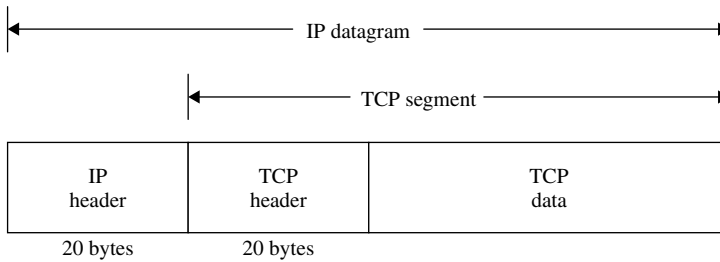 IP datagram
TCP segment
IP
header
TCP
header
TCP
data
20 bytes
20 bytes